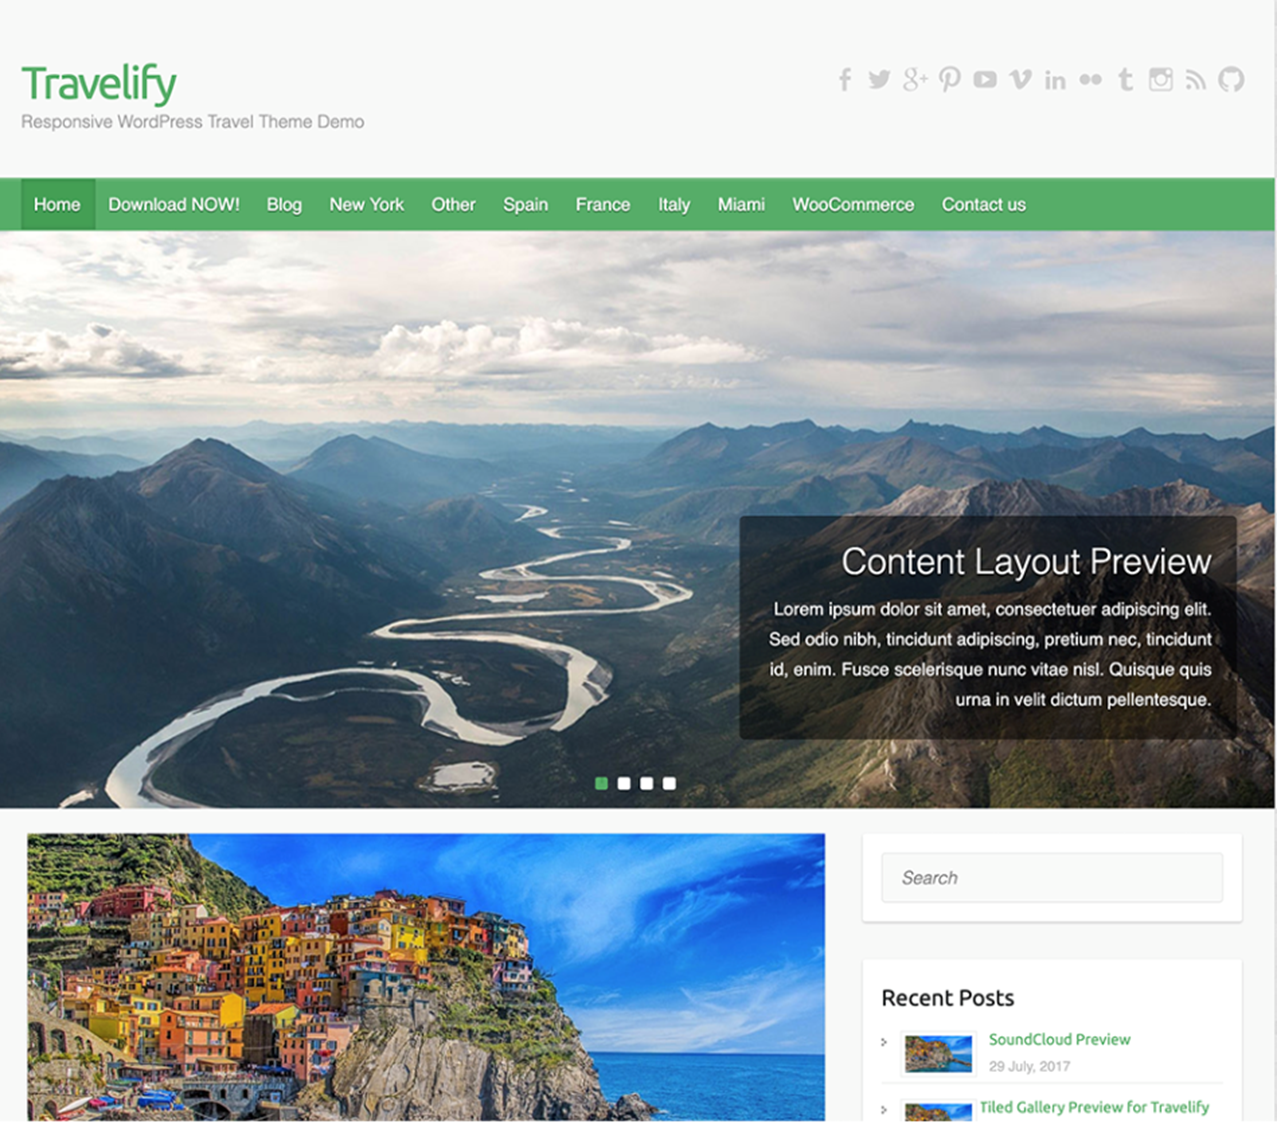 Travelify
Responsive WordPress Travel Theme Demo
Home Download NOW! Blog New York Other Spain France Italy Miami WooCommerce Contact us
Content Layout Preview
Lorem ipsum dolor sit amet, consectetuer adipiscing elit.
Sed odio nibh, tincidunt adipiscing, pretium nec, tincidunt
id, enim. Fusce scelerisque nunc vitae nisl. Quisque quis
urna in velit dictum pellentesque.
Search
Recent Posts
SoundCloud Preview
29 July, 2017
Tiled Gallery Preview for Travelify